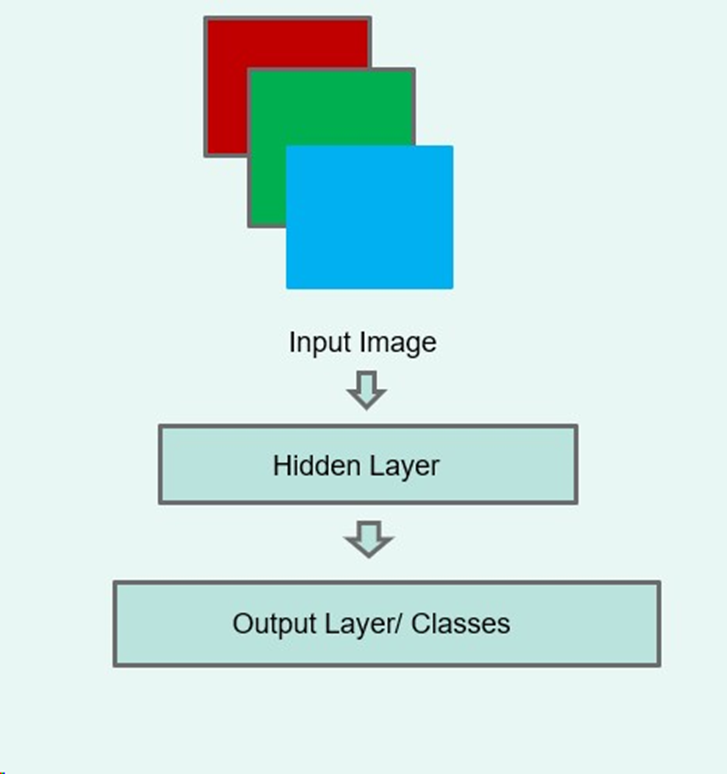 Input Image
Hidden Layer
Output Layer/ Classes